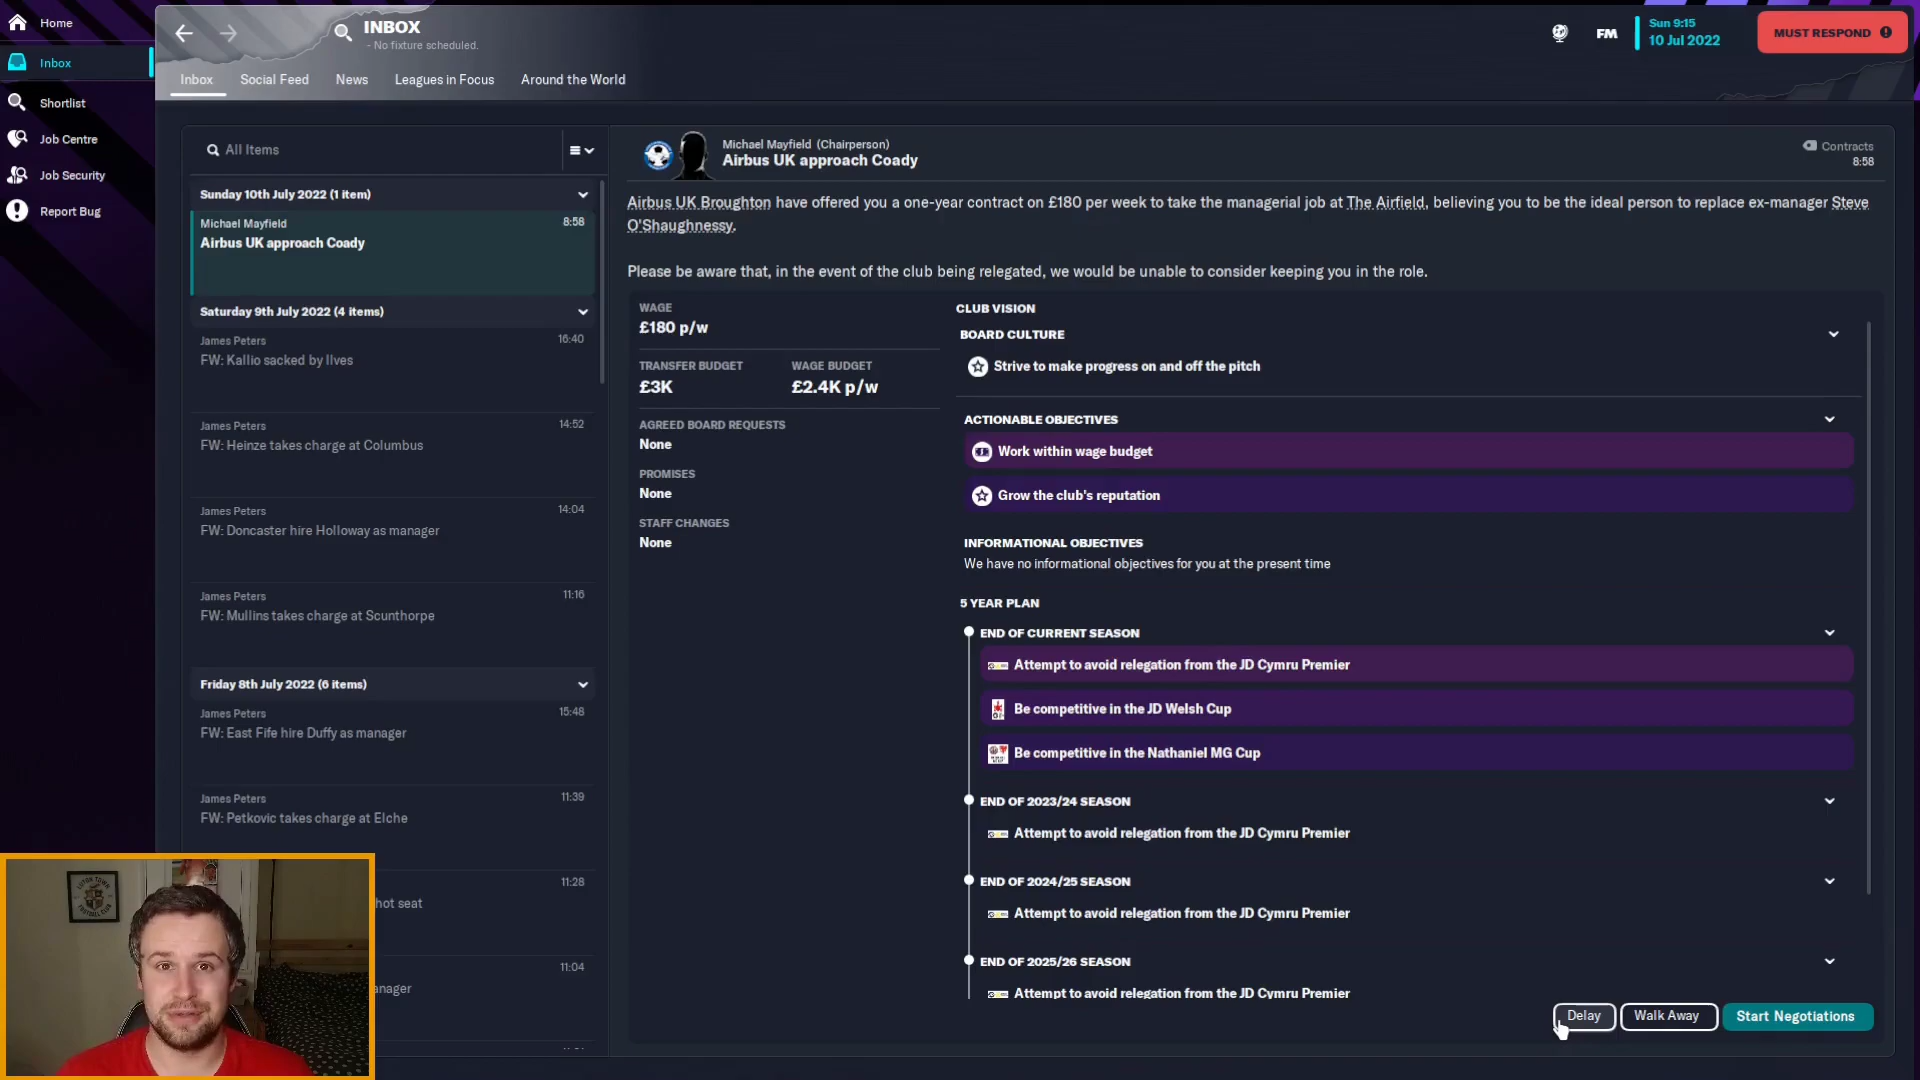 Home
Inbox
Shortlist
Job Centre
Job Security
Report Bug
INBOX
- No fixture scheduled.
FM
Sun 9:15
10 Jul 2022
MUST RESPOND
Inbox
Social Feed
News
Leagues in Focus
Around the World
All Items
Sunday 10th July 2022 (1 item)
Michael Mayfield
8:58
Airbus UK approach Coady
Saturday 9th July 2022 (4 items)
James Peters
16:40
FW: Kallio sacked by Ilves
James Peters
14:52
FW: Heinze takes charge at Columbus
James Peters
14:04
FW: Doncaster hire Holloway as manager
James Peters
11:16
FW: Mullins takes charge at Scunthorpe
Friday 8th July 2022 (6 items)
James Peters
15:48
FW: East Fife hire Duffy as manager
James Peters
11:39
FW: Petkovic takes charge at Elche
11:28
hot seat
11:04
anager
Michael Mayfield (Chairperson)
Airbus UK approach Coady
Contracts
8:58
Airbus UK Broughton have offered you a one-year contract on £180 per week to take the managerial job at The Airfield, believing you to be the ideal person to replace ex-manager Steve
O'Shaughnessy.
Please be aware that, in the event of the club being relegated, we would be unable to consider keeping you in the role.
WAGE
£180 p/w
TRANSFER BUDGET
£3K
WAGE BUDGET
£2.4K p/w
AGREED BOARD REQUESTS
None
PROMISES
None
STAFF CHANGES
None
CLUB VISION
BOARD CULTURE
Strive to make progress on and off the pitch
ACTIONABLE OBJECTIVES
Work within wage budget
Grow the club's reputation
INFORMATIONAL OBJECTIVES
We have no informational objectives for you at the present time
5 YEAR PLAN
END OF CURRENT SEASON
Attempt to avoid relegation from the JD Cymru Premier
Be competitive in the JD Welsh Cup
Be competitive in the Nathaniel MG Cup
END OF 2023/24 SEASON
Attempt to avoid relegation from the JD Cymru Premier
END OF 2024/25 SEASON
Attempt to avoid relegation from the JD Cymru Premier
END OF 2025/26 SEASON
Attempt to avoid relegation from the JD Cymru Premier
Delay
Walk Away
Start Negotiations